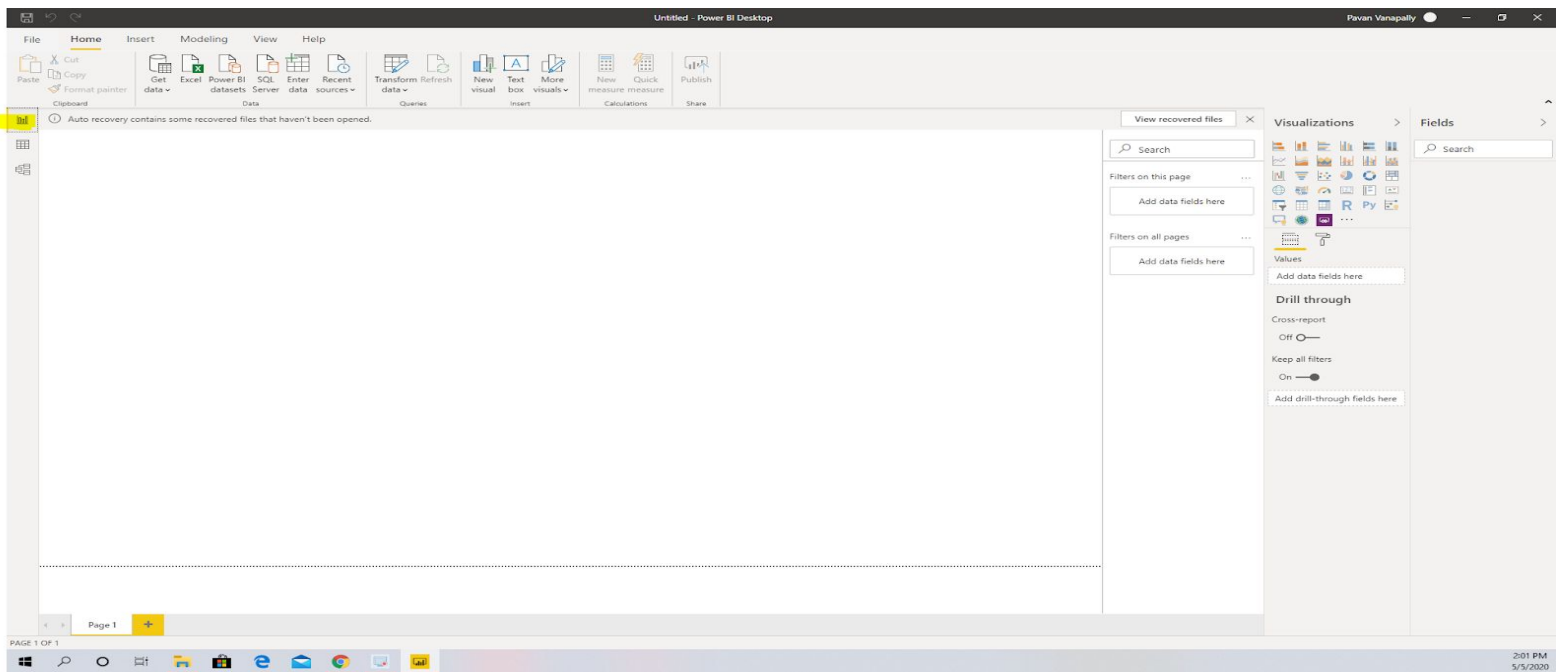 Untitled - Power BI Desktop
Pavan Vanapally
File Home Insert Modeling View Help
Paste
Cut
Copy
Format painter
Clipboard
Get data
Excel
Power BI datasets
SQL Server
Enter data
Recent sources
Data
Transform data
Refresh
Queries
New visual
Text box
More visuals
Insert
New measure
Quick measure
Calculations
Publish
Share
Auto recovery contains some recovered files that haven't been opened.
View recovered files
Search
Filters on this page ...
Add data fields here
Filters on all pages ...
Add data fields here
Visualizations
R Py
...
Values
Add data fields here
Drill through
Cross-report
Off
Keep all filters
On
Add drill-through fields here
Fields
Search
Page 1 +
PAGE 1 OF 1
2:01 PM
5/5/2020